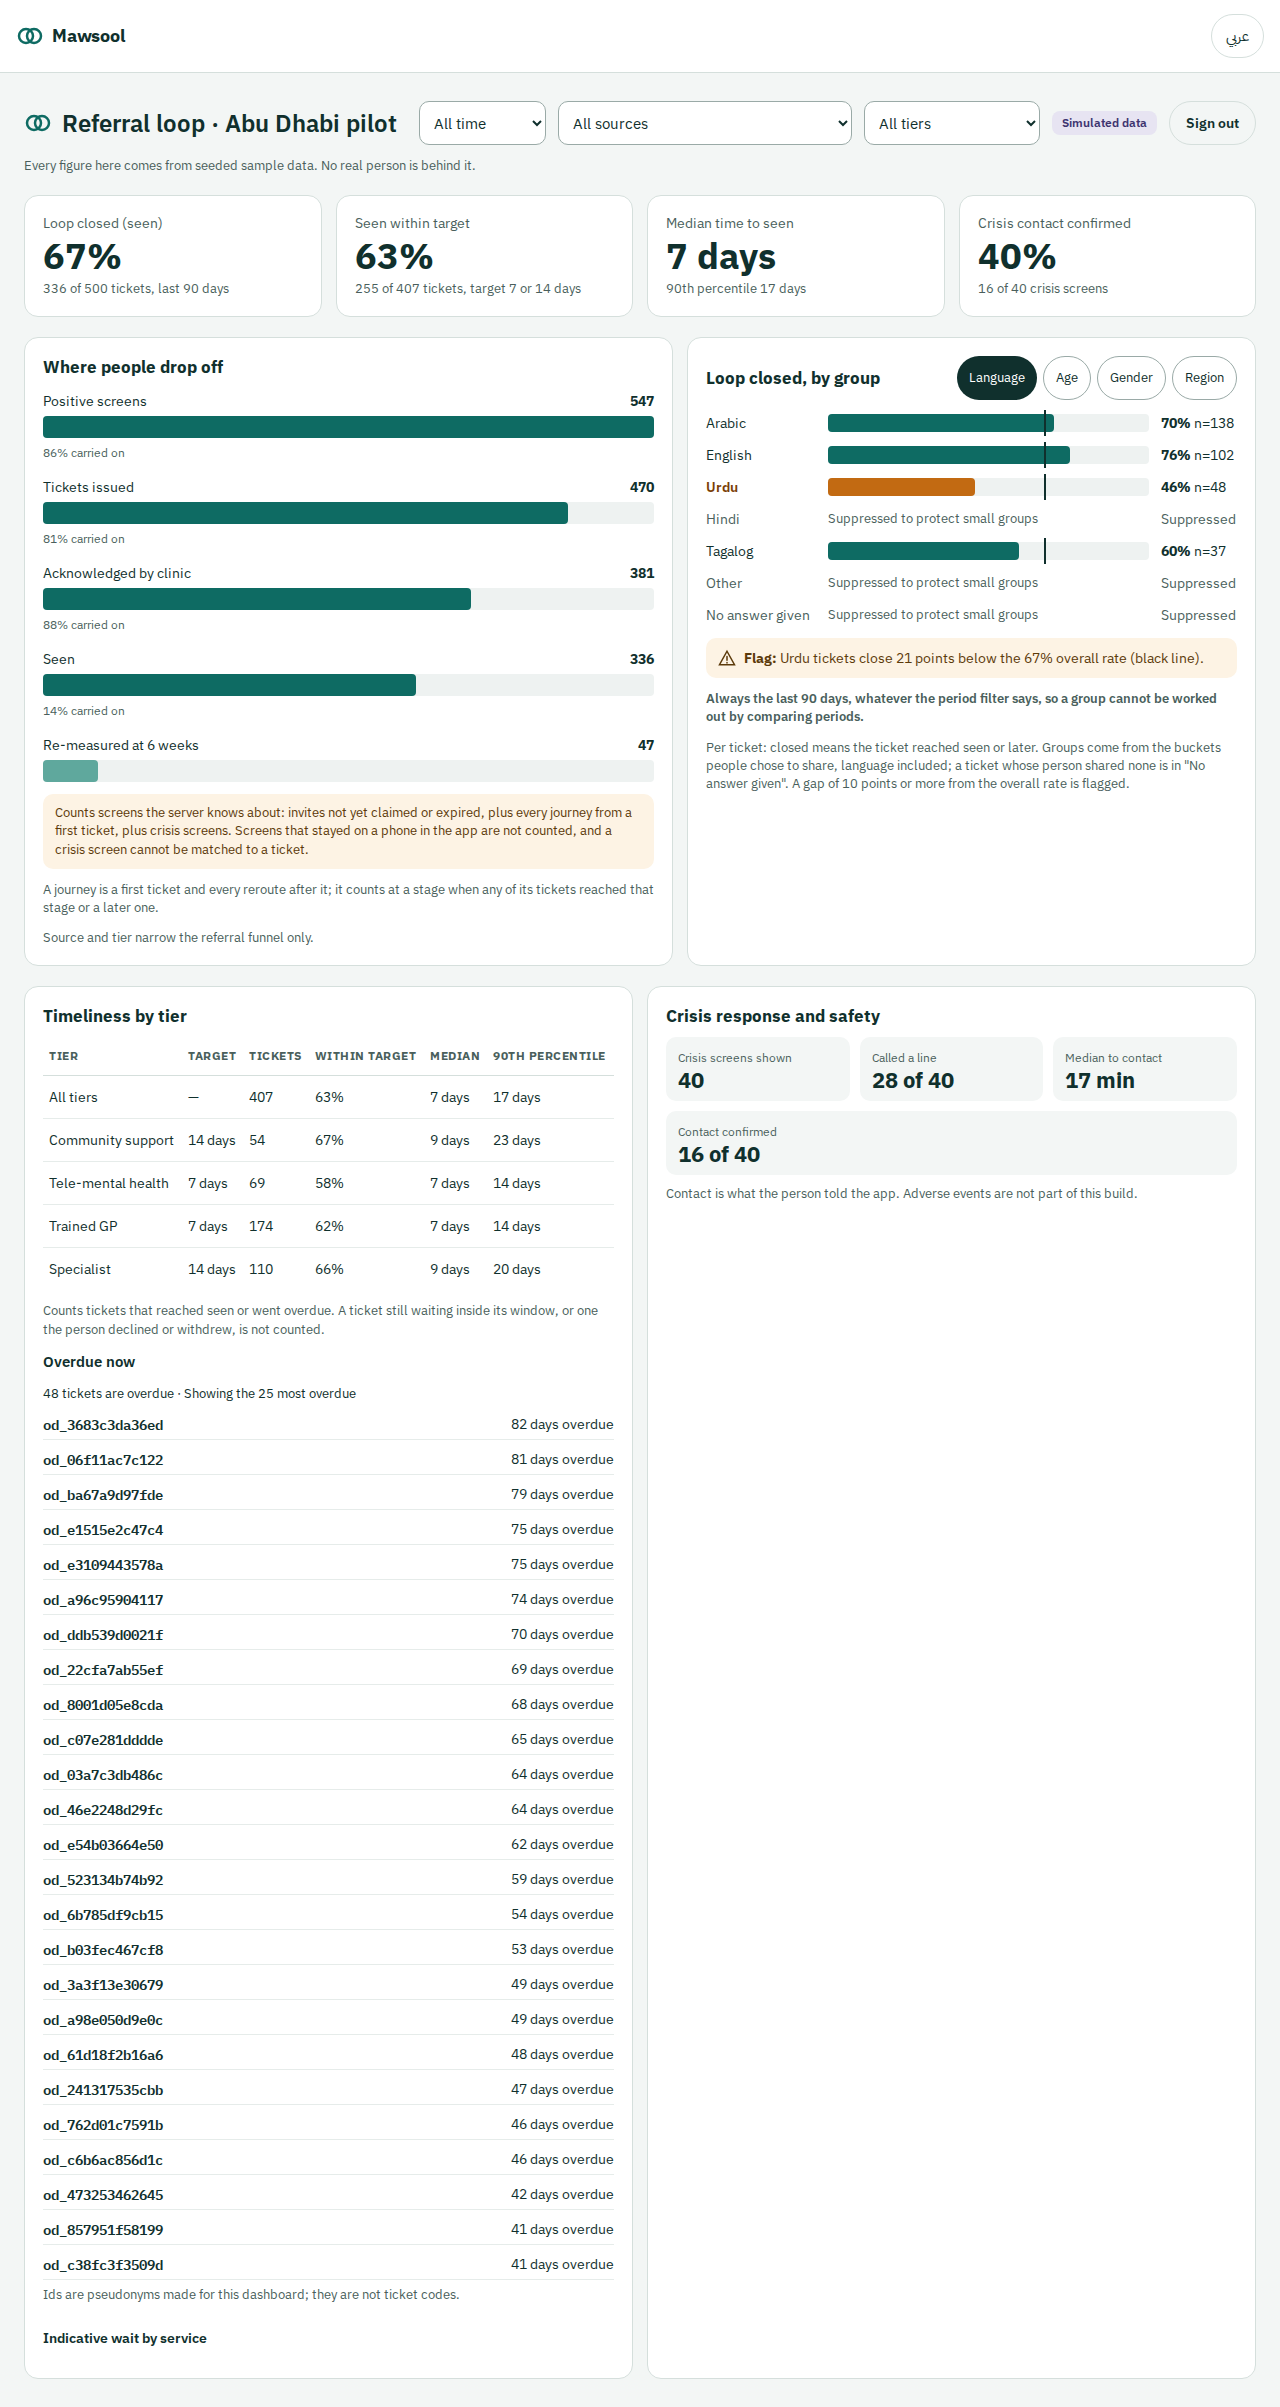 Mawsool
عربي
Referral loop · Abu Dhabi pilot
All time
All sources
All tiers
Simulated data
Sign out
Every figure here comes from seeded sample data. No real person is behind it.
Loop closed (seen)
67%
336 of 500 tickets, last 90 days
Seen within target
63%
255 of 407 tickets, target 7 or 14 days
Median time to seen
7 days
90th percentile 17 days
Crisis contact confirmed
40%
16 of 40 crisis screens
Where people drop off
Positive screens 547
86% carried on
Tickets issued 470
81% carried on
Acknowledged by clinic 381
88% carried on
Seen 336
14% carried on
Re-measured at 6 weeks 47
Counts screens the server knows about: invites not yet claimed or expired, plus every journey from a
first ticket, plus crisis screens. Screens that stayed on a phone in the app are not counted, and a
crisis screen cannot be matched to a ticket.
A journey is a first ticket and every reroute after it; it counts at a stage when any of its tickets reached that
stage or a later one.
Source and tier narrow the referral funnel only.
Loop closed, by group
Language
Age
Gender
Region
Arabic 70% n=138
English 76% n=102
Urdu 46% n=48
Hindi Suppressed to protect small groups Suppressed
Tagalog 60% n=37
Other Suppressed to protect small groups Suppressed
No answer given Suppressed to protect small groups Suppressed
Flag: Urdu tickets close 21 points below the 67% overall rate (black line).
Always the last 90 days, whatever the period filter says, so a group cannot be worked
out by comparing periods.
Per ticket: closed means the ticket reached seen or later. Groups come from the buckets
people chose to share, language included; a ticket whose person shared none is in "No
answer given". A gap of 10 points or more from the overall rate is flagged.
Timeliness by tier
TIER TARGET TICKETS WITHIN TARGET MEDIAN 90TH PERCENTILE
All tiers — 407 63% 7 days 17 days
Community support 14 days 54 67% 9 days 23 days
Tele-mental health 7 days 69 58% 7 days 14 days
Trained GP 7 days 174 62% 7 days 14 days
Specialist 14 days 110 66% 9 days 20 days
Counts tickets that reached seen or went overdue. A ticket still waiting inside its window, or one
the person declined or withdrew, is not counted.
Overdue now
48 tickets are overdue · Showing the 25 most overdue
od_3683c3da36ed 82 days overdue
od_06f11ac7c122 81 days overdue
od_ba67a9d97fde 79 days overdue
od_e1515e2c47c4 75 days overdue
od_e3109443578a 75 days overdue
od_a96c95904117 74 days overdue
od_ddb539d0021f 70 days overdue
od_22cfa7ab55ef 69 days overdue
od_8001d05e8cda 68 days overdue
od_c07e281dddde 65 days overdue
od_03a7c3db486c 64 days overdue
od_46e2248d29fc 64 days overdue
od_e54b03664e50 62 days overdue
od_523134b74b92 59 days overdue
od_6b785df9cb15 54 days overdue
od_b03fec467cf8 53 days overdue
od_3a3f13e30679 49 days overdue
od_a98e050d9e0c 49 days overdue
od_61d18f2b16a6 48 days overdue
od_241317535cbb 47 days overdue
od_762d01c7591b 46 days overdue
od_c6b6ac856d1c 46 days overdue
od_473253462645 42 days overdue
od_857951f58199 41 days overdue
od_c38fc3f3509d 41 days overdue
Ids are pseudonyms made for this dashboard; they are not ticket codes.
Indicative wait by service
Crisis response and safety
Crisis screens shown
40
Called a line
28 of 40
Median to contact
17 min
Contact confirmed
16 of 40
Contact is what the person told the app. Adverse events are not part of this build.